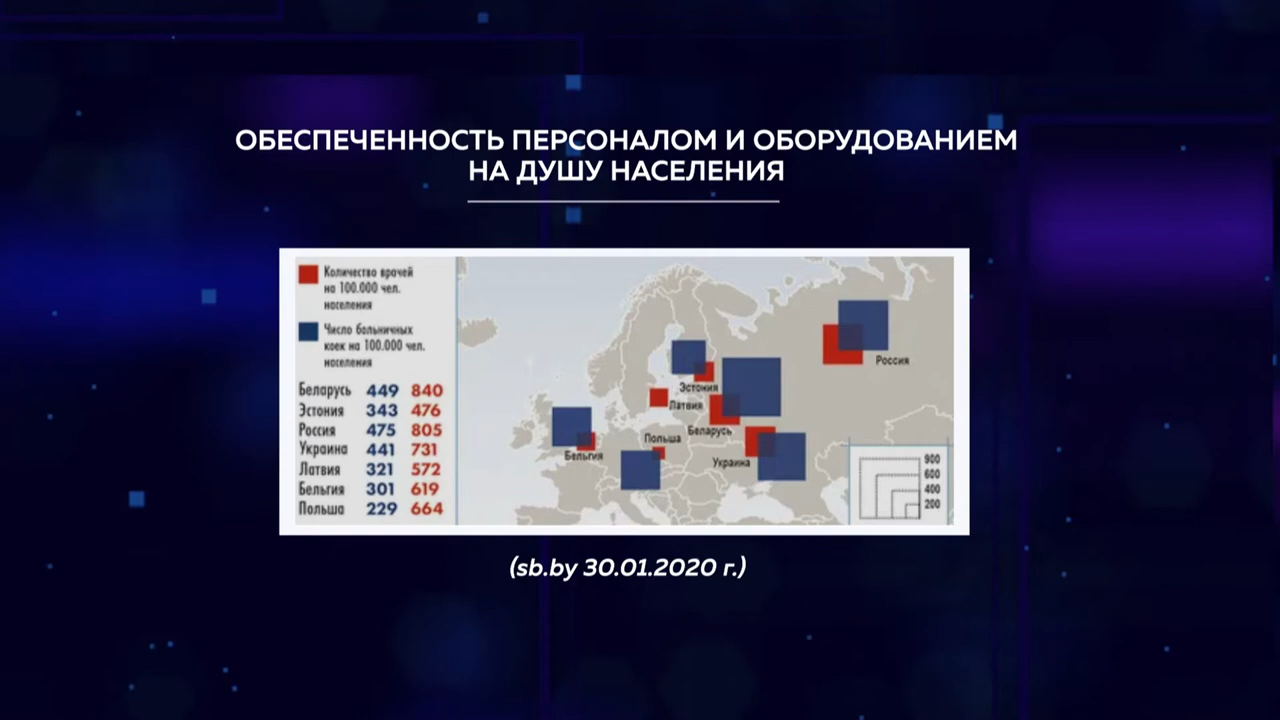 ОБЕСПЕЧЕННОСТЬ ПЕРСОНАЛОМ И ОБОРУДОВАНИЕМ
НА ДУШУ НАСЕЛЕНИЯ
Количество врачей
на 100.000 чел.
населения
Число больничных
коек на 100.000 чел.
населения
Беларусь 449 840
Эстония 343 476
Россия 475 805
Украина 441 731
Латвия 321 572
Бельгия 301 619
Польша 229 664
Россия
Эстония
Латвия
Беларусь
Польша
Бельгия
Украина
900
600
400
200
(sb.by 30.01.2020 г.)